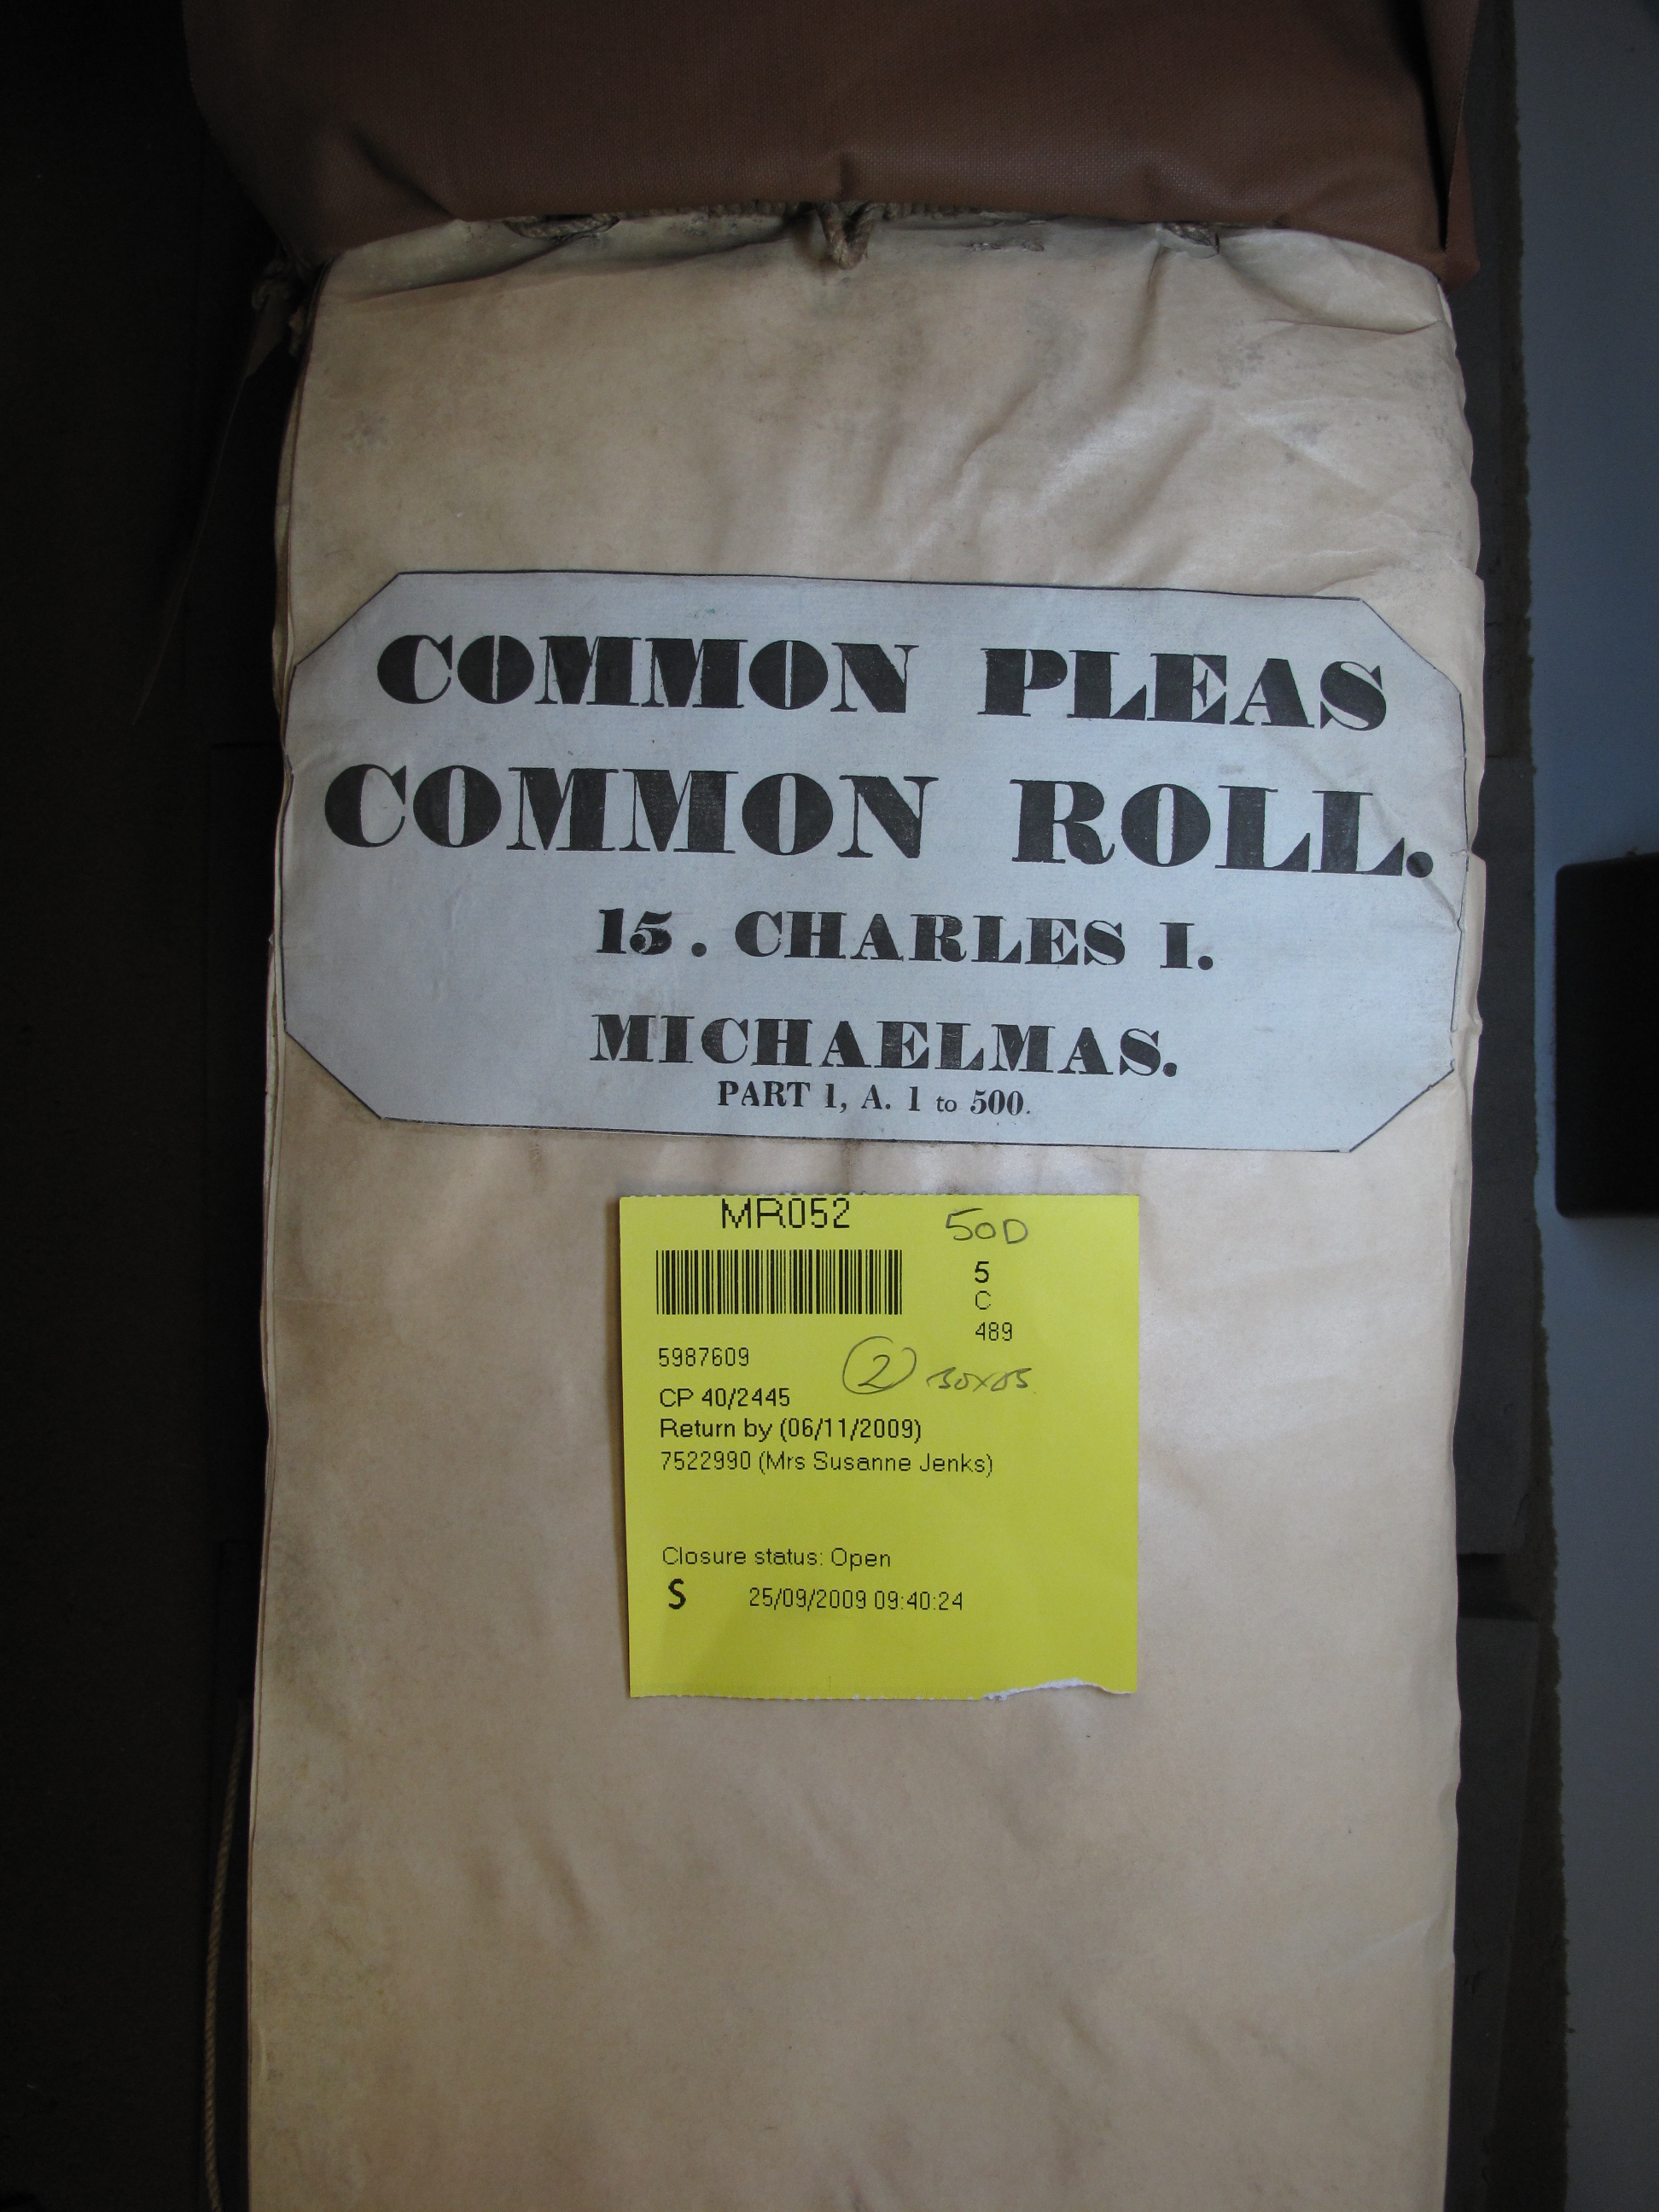 COMMON PLEAS
COMMON ROLL.
15. CHARLES I.
MICHAELMAS.
PART 1, A. 1 to 500.
MR052
50D
5
C
489
5987609
2
CP 40/2445
Return by (06/11/2009)
7522990 (Mrs Susanne Jenks)
Closure status: Open
S 25/09/2009 09:40:24